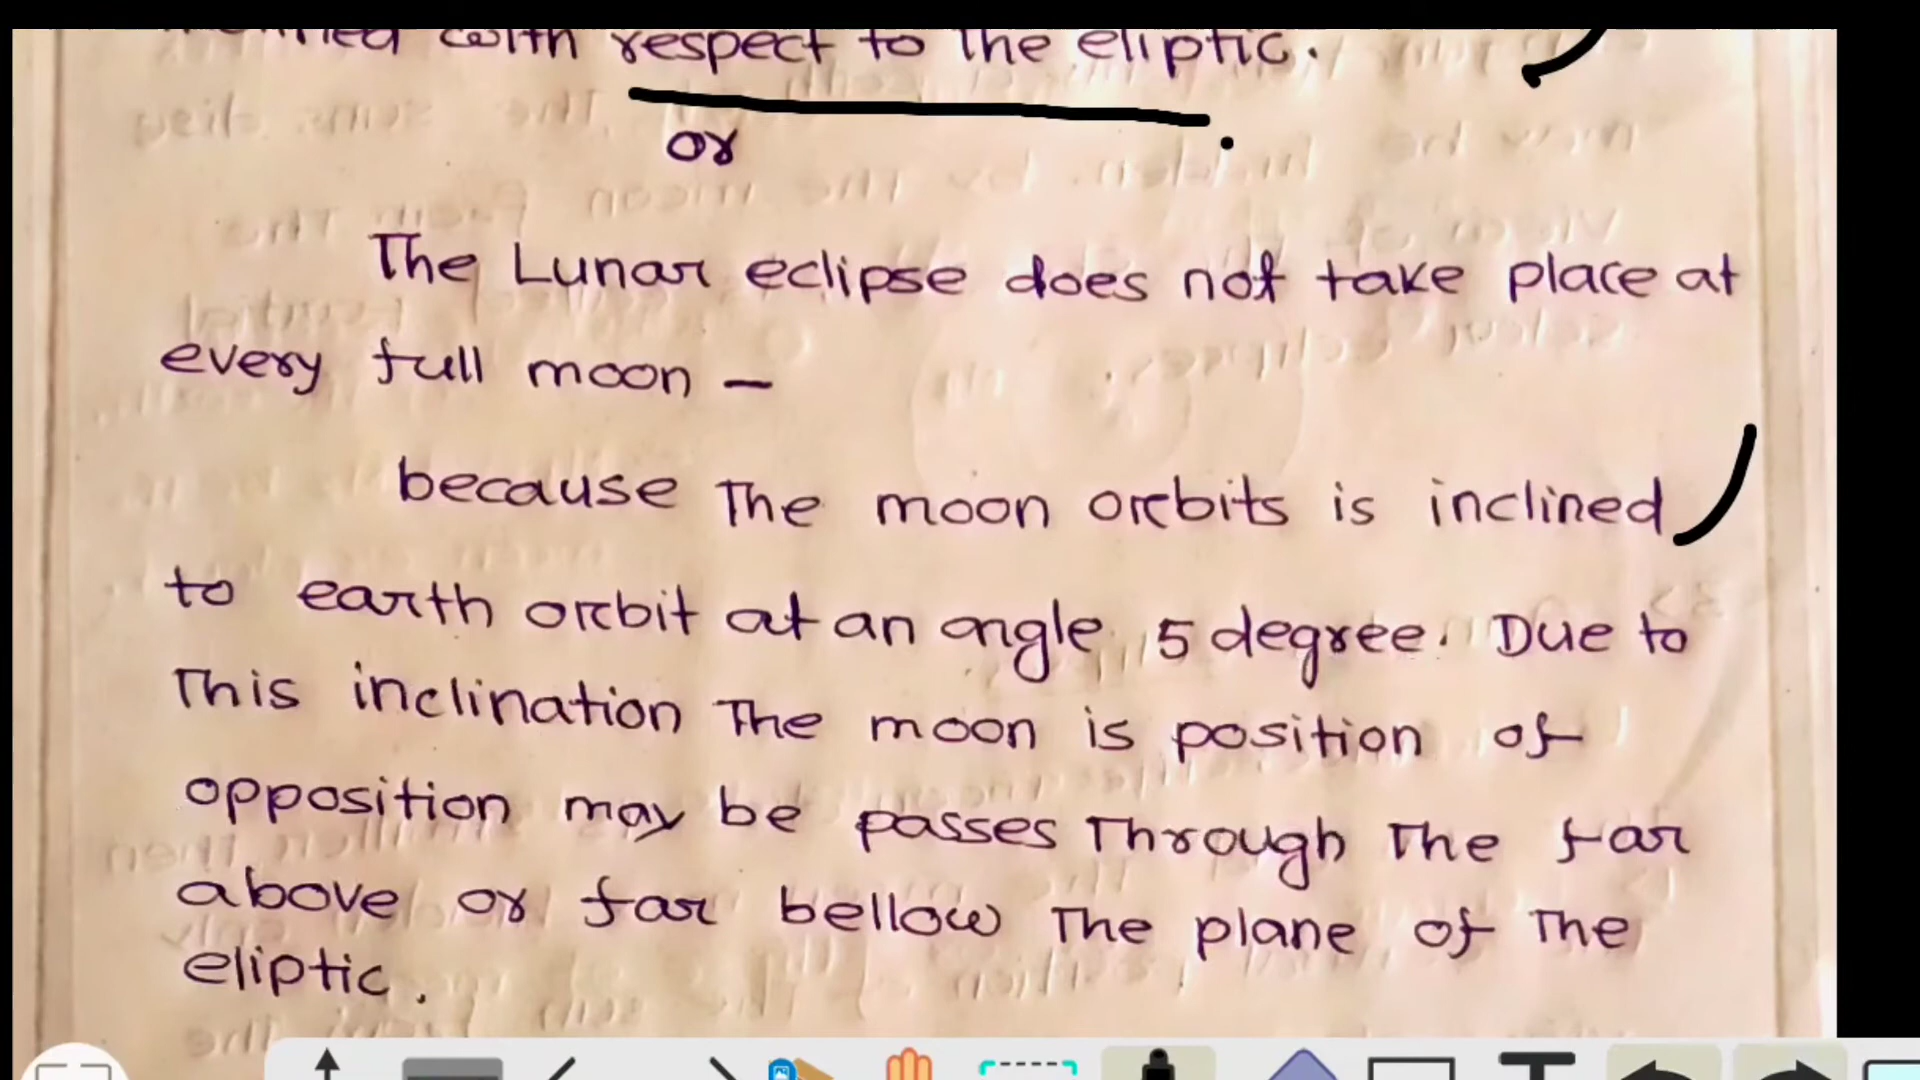 with respect to the eliptic.
or
The Lunar eclipse does not take place at
every full moon –
because The moon orbits is inclined
to earth orbit at an angle 5 degree. Due to
This inclination The moon is position of
opposition may be passes Through The far
above or far bellow The plane of The
eliptic.